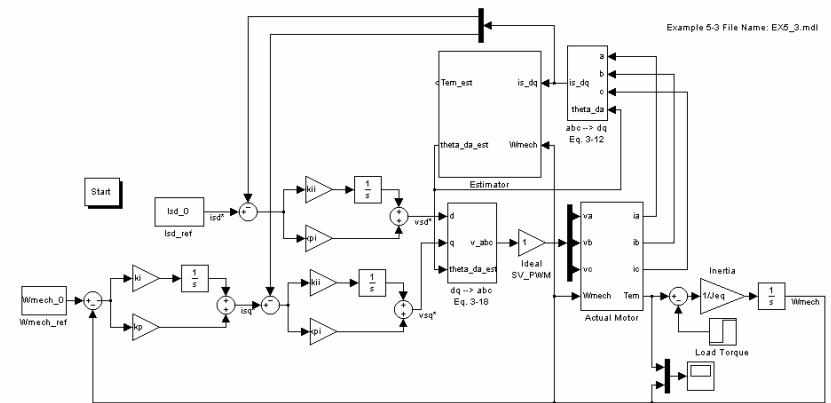 Example 5-3 File Name: EX5_3.mdl
a
b
c
is_dq
theta_da
abc --> dq
Eq. 3-12
Tem_est
is_dq
theta_da_est
Wmech
Estimator
Start
Isd_0
Isd_ref
isd*
kii
1
s
kpi
vsd*
d
q
theta_da_est
v_abc
dq --> abc
Eq. 3-18
1
Ideal
SV_PWM
va
vb
vc
Wmech
ia
ib
ic
Tem
Actual Motor
Inertia
1/Jeq
1
s
Wmech
Load Torque
Wmech_0
Wmech_ref
ki
1
s
kp
isq*
kii
1
s
kpi
vsq*